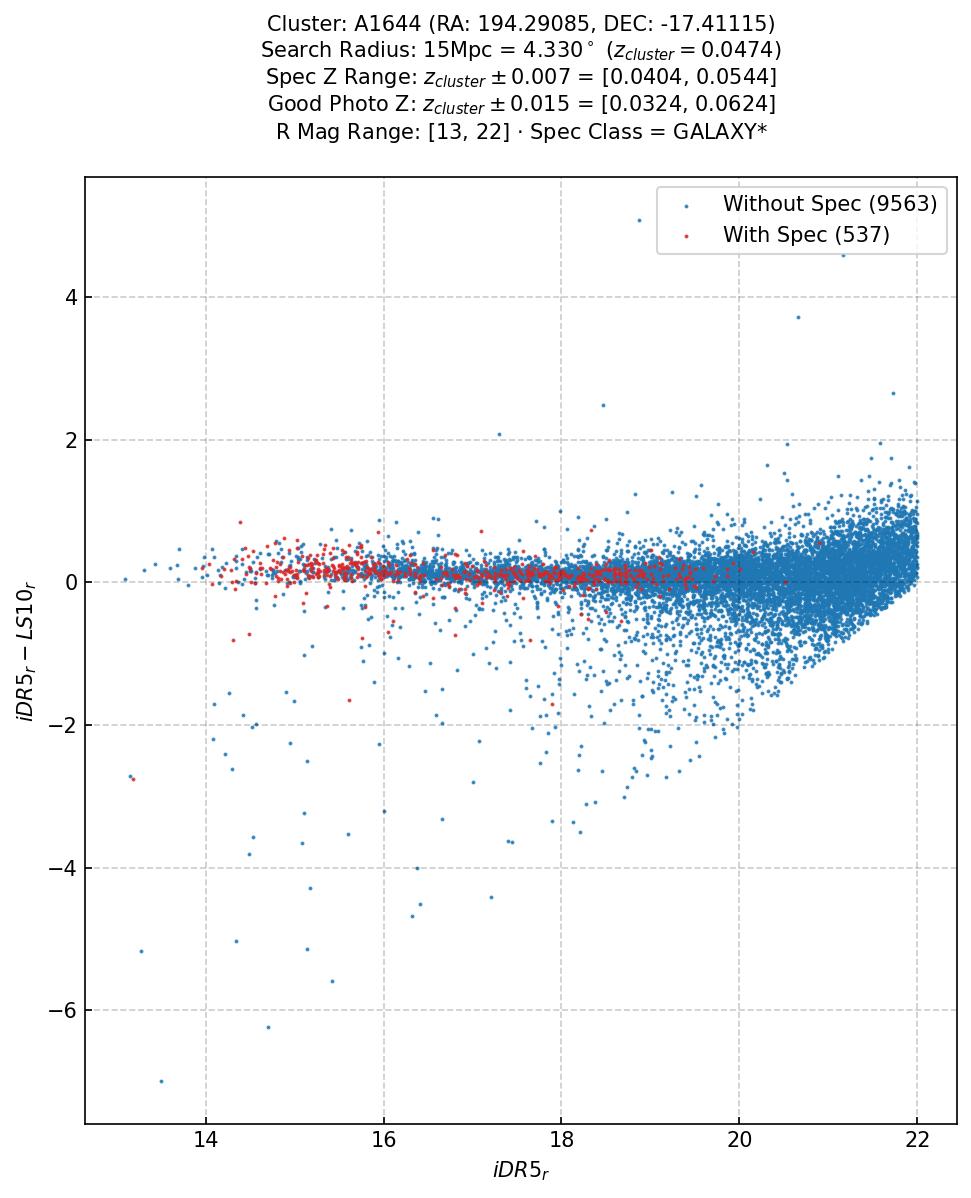 Cluster: A1644 (RA: 194.29085, DEC: -17.41115)
Search Radius: 15Mpc = 4.330° (z_cluster = 0.0474)
Spec Z Range: z_cluster ± 0.007 = [0.0404, 0.0544]
Good Photo Z: z_cluster ± 0.015 = [0.0324, 0.0624]
R Mag Range: [13, 22] · Spec Class = GALAXY*
Without Spec (9563)
With Spec (537)
4
2
0
−2
−4
−6
iDR5_r − LS10_r
14 16 18 20 22
iDR5_r